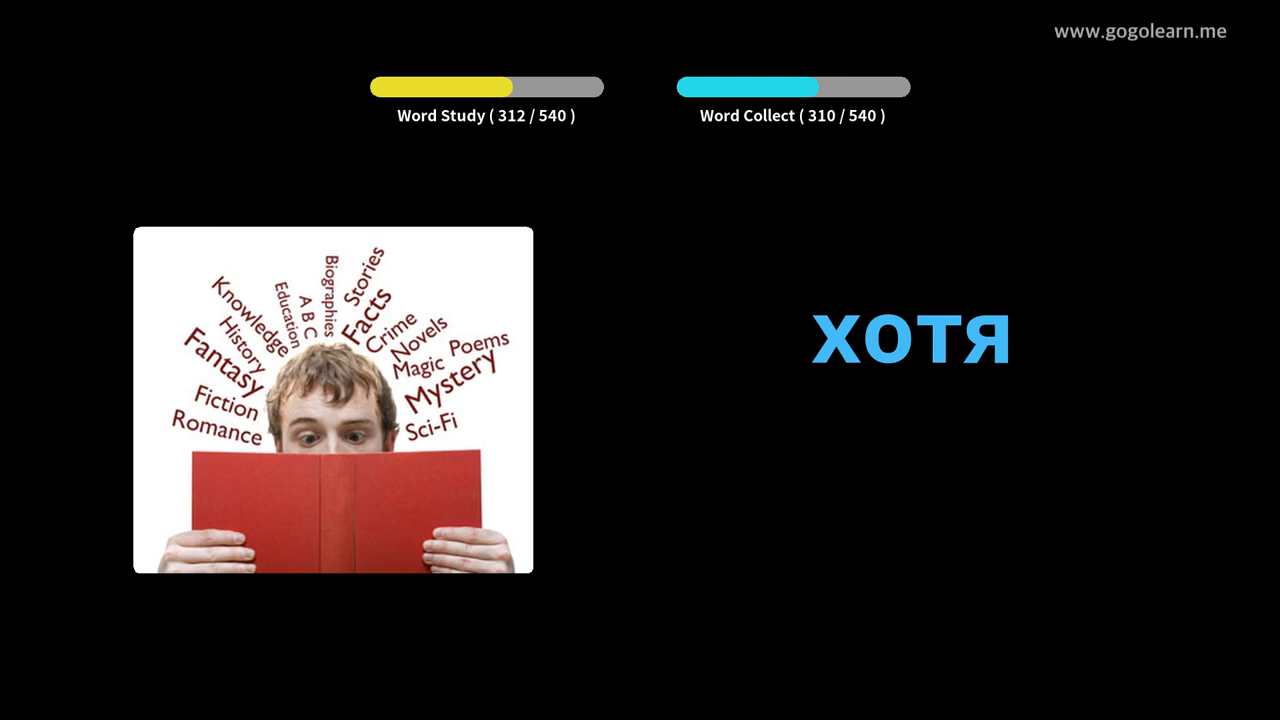 www.gogolearn.me
Word Study ( 312 / 540 )
Word Collect ( 310 / 540 )
хотя
Biographies
Stories
Education
A B C
Facts
Knowledge
History
Crime
Novels
Poems
Fantasy
Magic
Mystery
Fiction
Romance
Sci-Fi